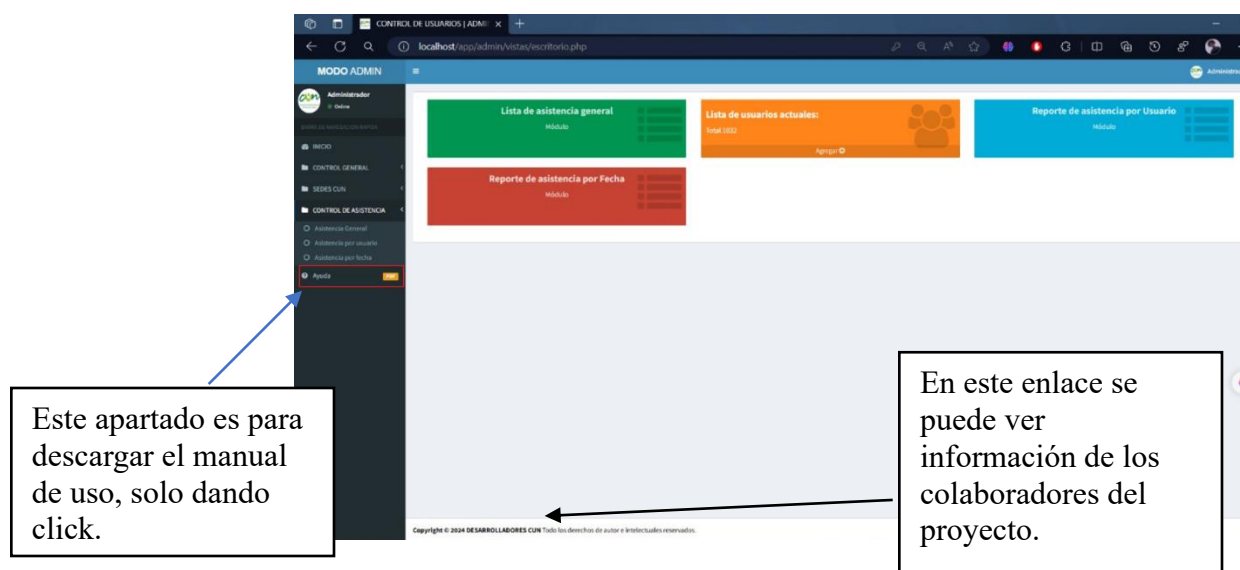 CONTROL DE USUARIOS | ADMI
localhost/app/admin/vistas/escritorio.php
MODO ADMIN
Administrador
Administrador
Online
INICIO
CONTROL GENERAL
SEDES CUN
CONTROL DE ASISTENCIA
Asistencia General
Asistencia por usuario
Asistencia por fecha
Ayuda
PDF
Lista de asistencia general
Módulo
Lista de usuarios actuales:
Total 1032
Agregar
Reporte de asistencia por Usuario
Módulo
Reporte de asistencia por Fecha
Módulo
Este apartado es para
descargar el manual
de uso, solo dando
click.
En este enlace se
puede ver
información de los
colaboradores del
proyecto.
Copyright © 2024 DESARROLLADORES CUN Todo los derechos de autor e intelectuales reservadas.